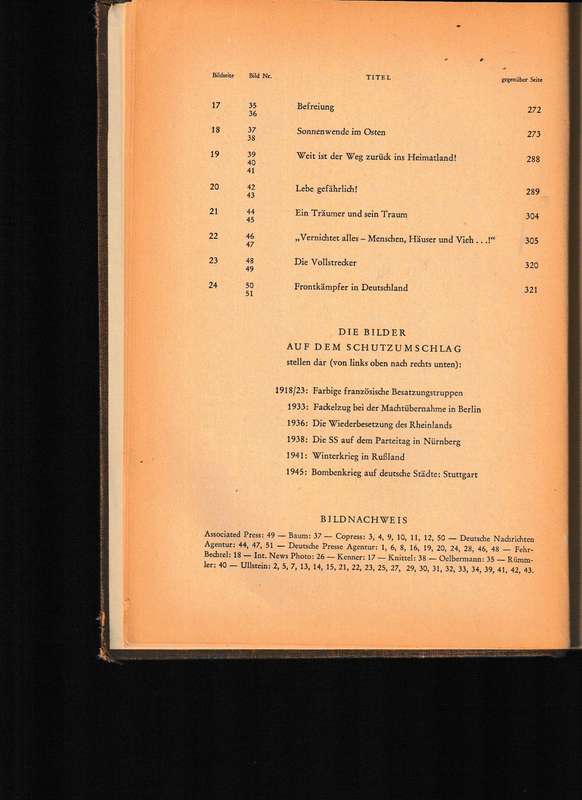 Bildseite Bild Nr. TITEL gegenüber Seite
17 35 Befreiung 272
36
18 37 Sonnenwende im Osten 273
38
19 39 Weit ist der Weg zurück ins Heimatland! 288
40
41
20 42 Lebe gefährlich! 289
43
21 44 Ein Träumer und sein Traum 304
45
22 46 „Vernichtet alles – Menschen, Häuser und Vieh . . .!" 305
47
23 48 Die Vollstrecker 320
49
24 50 Frontkämpfer in Deutschland 321
51
DIE BILDER
AUF DEM SCHUTZUMSCHLAG
stellen dar (von links oben nach rechts unten):
1918/23: Farbige französische Besatzungstruppen
1933: Fackelzug bei der Machtübernahme in Berlin
1936: Die Wiederbesetzung des Rheinlands
1938: Die SS auf dem Parteitag in Nürnberg
1941: Winterkrieg in Rußland
1945: Bombenkrieg auf deutsche Städte: Stuttgart
BILDNACHWEIS
Associated Press: 49 — Baum: 37 — Copress: 3, 4, 9, 10, 11, 12, 50 — Deutsche Nachrichten
Agentur: 44, 47, 51 — Deutsche Presse Agentur: 1, 6, 8, 16, 19, 20, 24, 28, 46, 48 — Fehr-
Bechtel: 18 — Int. News Photo: 26 — Kenner: 17 — Knittel: 38 — Oelbermann: 35 — Rümm-
ler: 40 — Ullstein: 2, 5, 7, 13, 14, 15, 21, 22, 23, 25, 27, 29, 30, 31, 32, 33, 34, 39, 41, 42, 43.